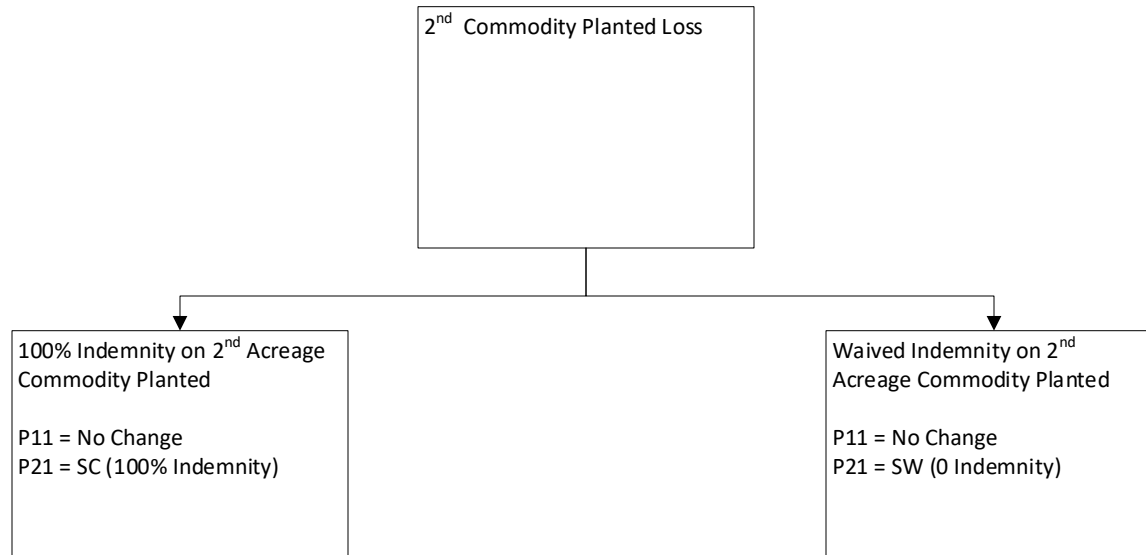 2nd Commodity Planted Loss
100% Indemnity on 2nd Acreage
Commodity Planted
P11 = No Change
P21 = SC (100% Indemnity)
Waived Indemnity on 2nd
Acreage Commodity Planted
P11 = No Change
P21 = SW (0 Indemnity)